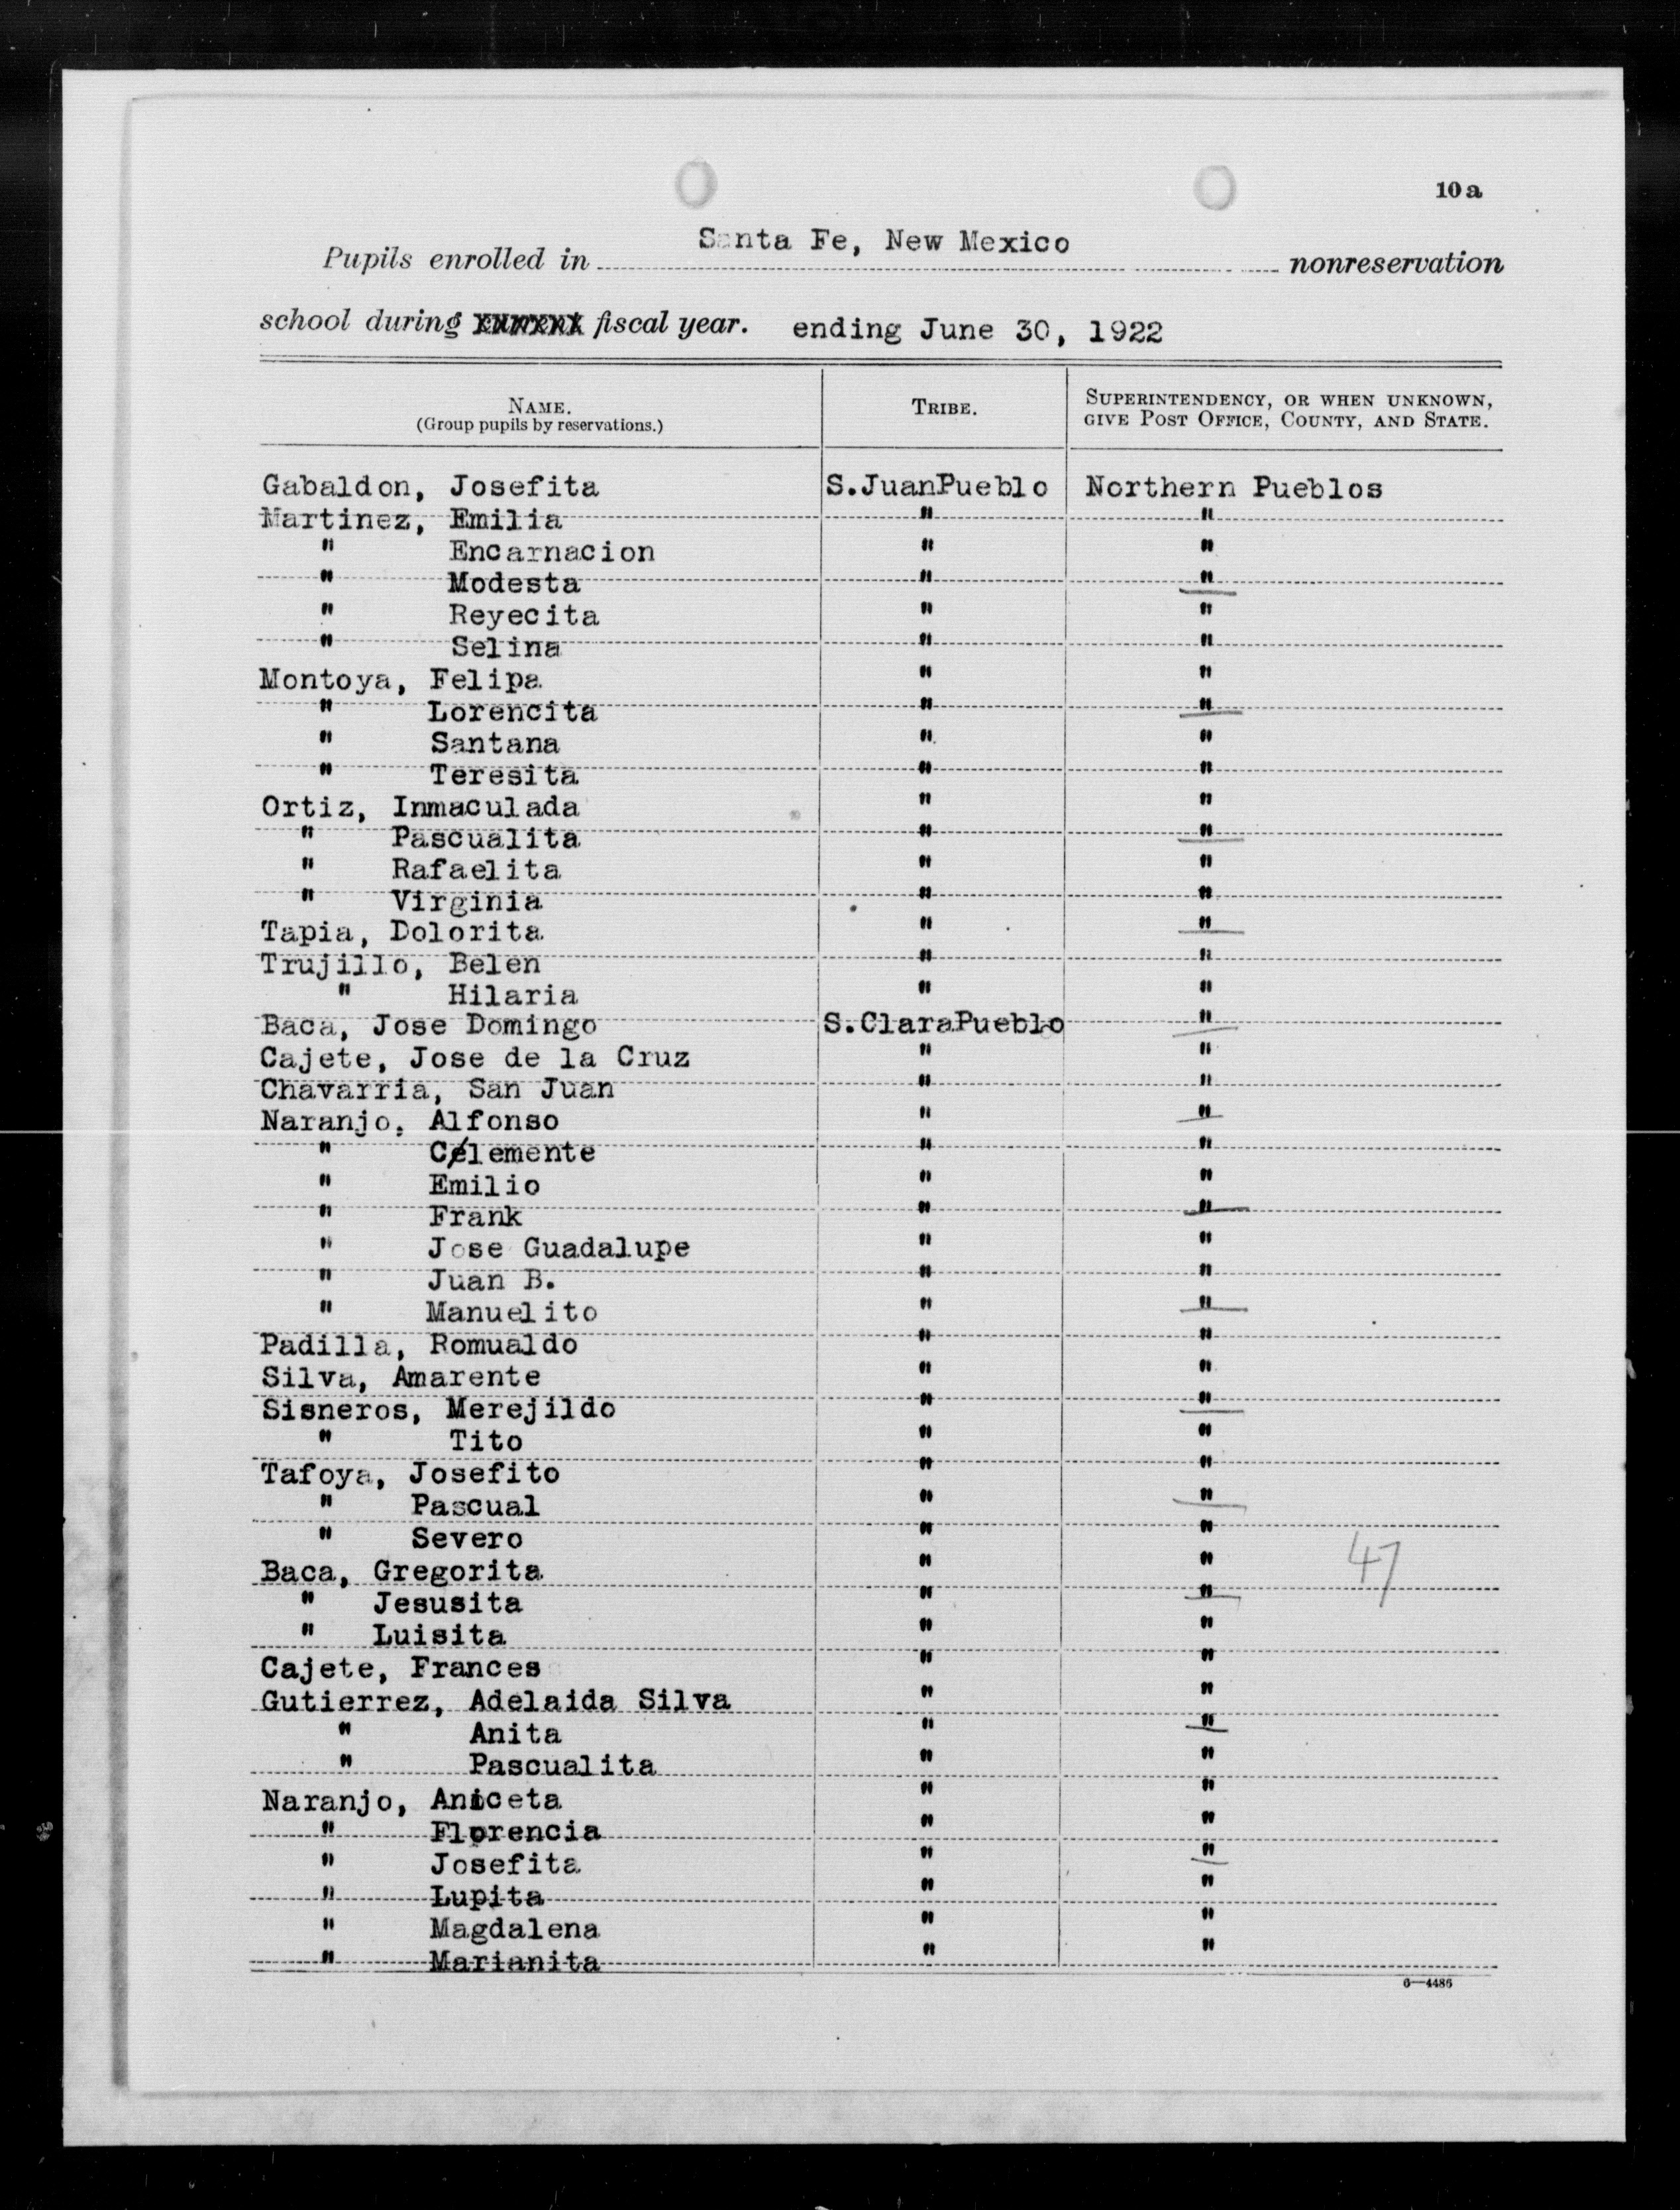 10 a
Santa Fe, New Mexico
Pupils enrolled in nonreservation
school during fiscal year. ending June 30, 1922
NAME. TRIBE. SUPERINTENDENCY, OR WHEN UNKNOWN,
(Group pupils by reservations.) GIVE POST OFFICE, COUNTY, AND STATE.
Gabaldon, Josefita S.JuanPueblo Northern Pueblos
Martinez, Emilia " "
" Encarnacion " "
" Modesta " "
" Reyecita " "
" Selina " "
Montoya, Felipa " "
" Lorencita " "
" Santana " "
" Teresita " "
Ortiz, Inmaculada " "
" Pascualita " "
" Rafaelita " "
" Virginia " "
Tapia, Dolorita " "
Trujillo, Belen " "
" Hilaria " "
Baca, Jose Domingo S.ClaraPueblo "
Cajete, Jose de la Cruz " "
Chavarria, San Juan " "
Naranjo, Alfonso " "
" Clemente " "
" Emilio " "
" Frank " "
" Jose Guadalupe " "
" Juan B. " "
" Manuelito " "
Padilla, Romualdo " "
Silva, Amarente " "
Sisneros, Merejildo " "
" Tito " "
Tafoya, Josefito " "
" Pascual " "
" Severo " "
Baca, Gregorita " " 47
" Jesusita " "
" Luisita " "
Cajete, Frances " "
Gutierrez, Adelaida Silva " "
" Anita " "
" Pascualita " "
Naranjo, Aniceta " "
" Florencia " "
" Josefita " "
" Lupita " "
" Magdalena " "
" Marianita " "
6—4486